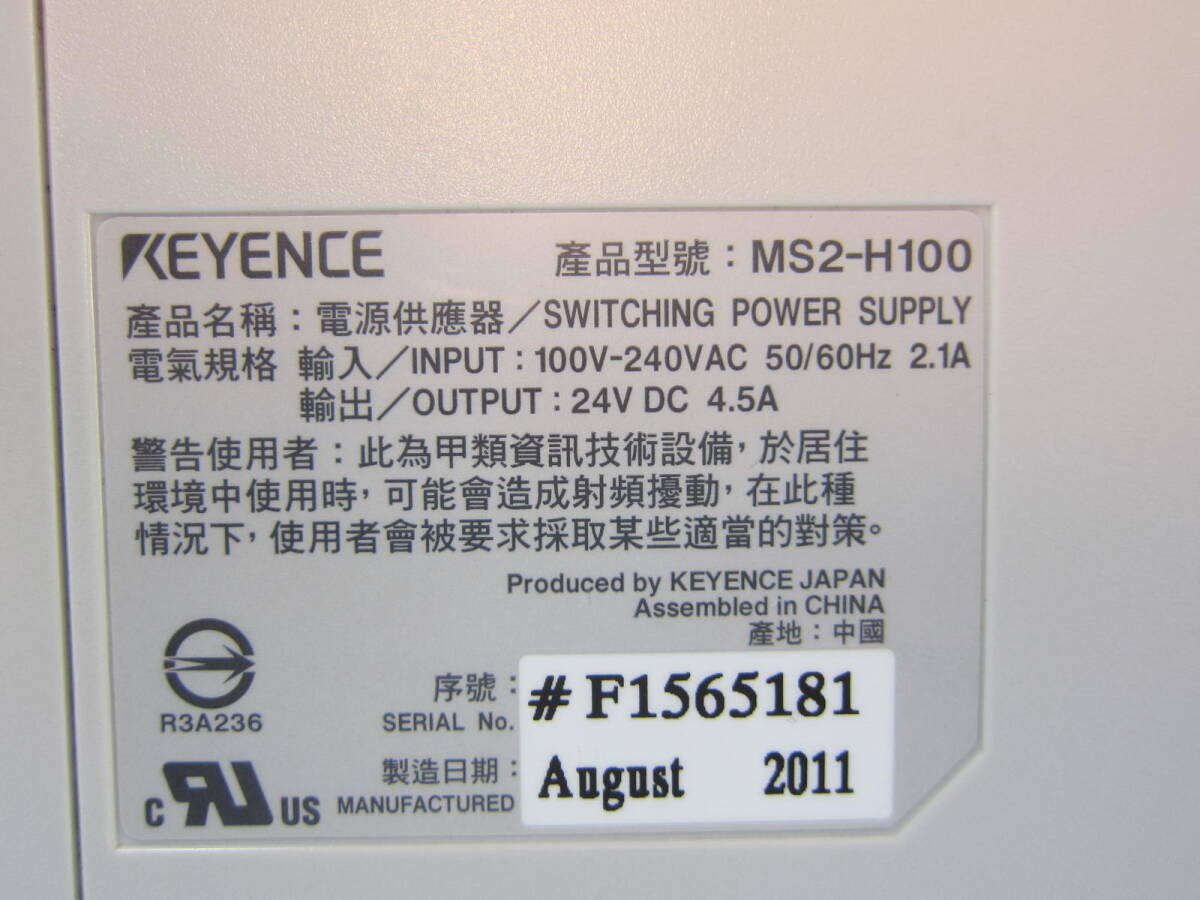 KEYENCE 產品型號：MS2-H100
產品名稱：電源供應器／SWITCHING POWER SUPPLY
電氣規格 輸入／INPUT：100V-240VAC 50/60Hz 2.1A
輸出／OUTPUT：24V DC 4.5A
警告使用者：此為甲類資訊技術設備，於居住
環境中使用時，可能會造成射頻擾動，在此種
情況下，使用者會被要求採取某些適當的對策。
Produced by KEYENCE JAPAN
Assembled in CHINA
產地：中國
R3A236
序號：
SERIAL No.
#F1565181
製造日期：
MANUFACTURED
August 2011
C RU US